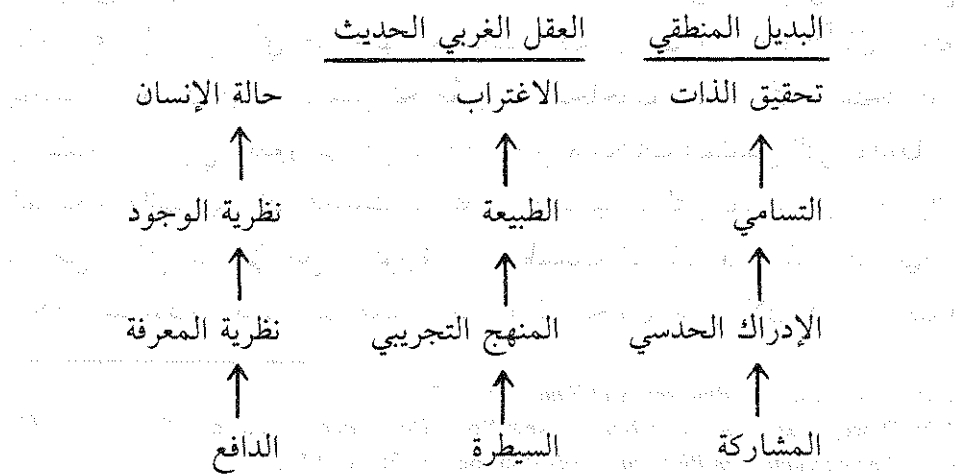 البديل المنطقي العقل الغربي الحديث
تحقيق الذات الاغتراب حالة الإنسان
التسامي الطبيعة نظرية الوجود
الإدراك الحدسي المنهج التجريبي نظرية المعرفة
المشاركة السيطرة الدافع